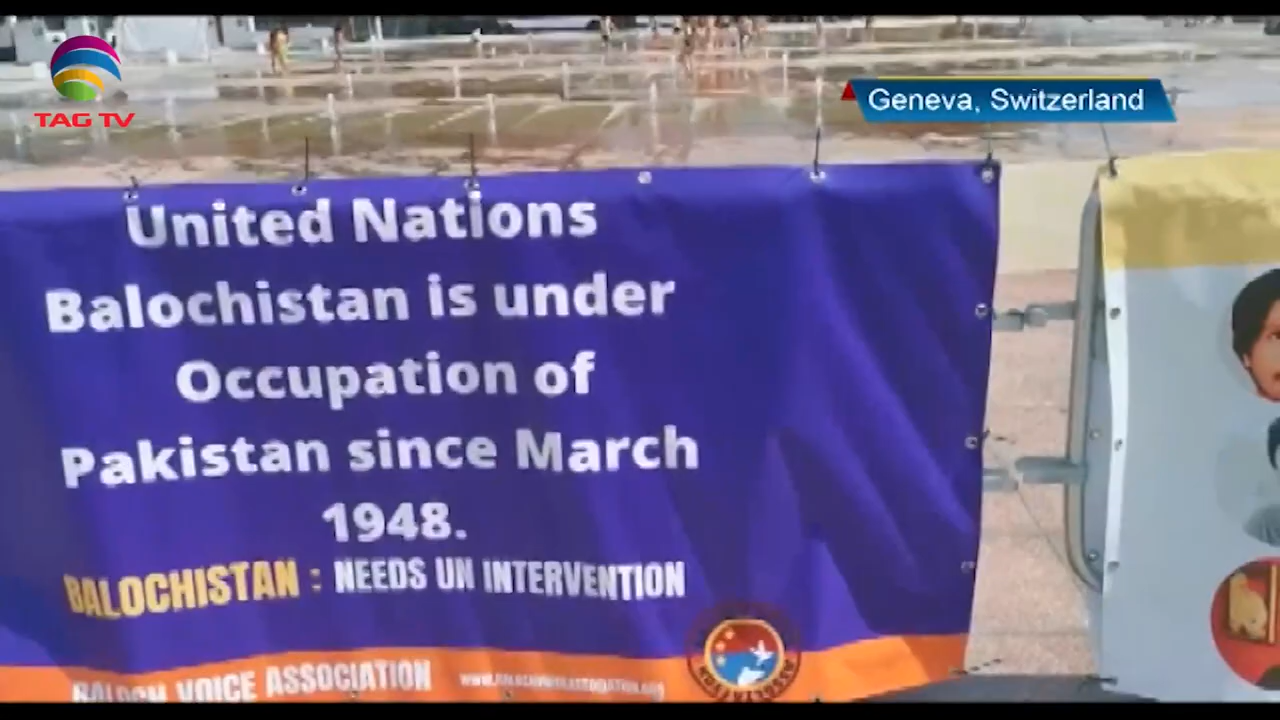 TAG TV
Geneva, Switzerland
United Nations
Balochistan is under
Occupation of
Pakistan since March
1948.
BALOCHISTAN : NEEDS UN INTERVENTION
BALOCH VOICE ASSOCIATION